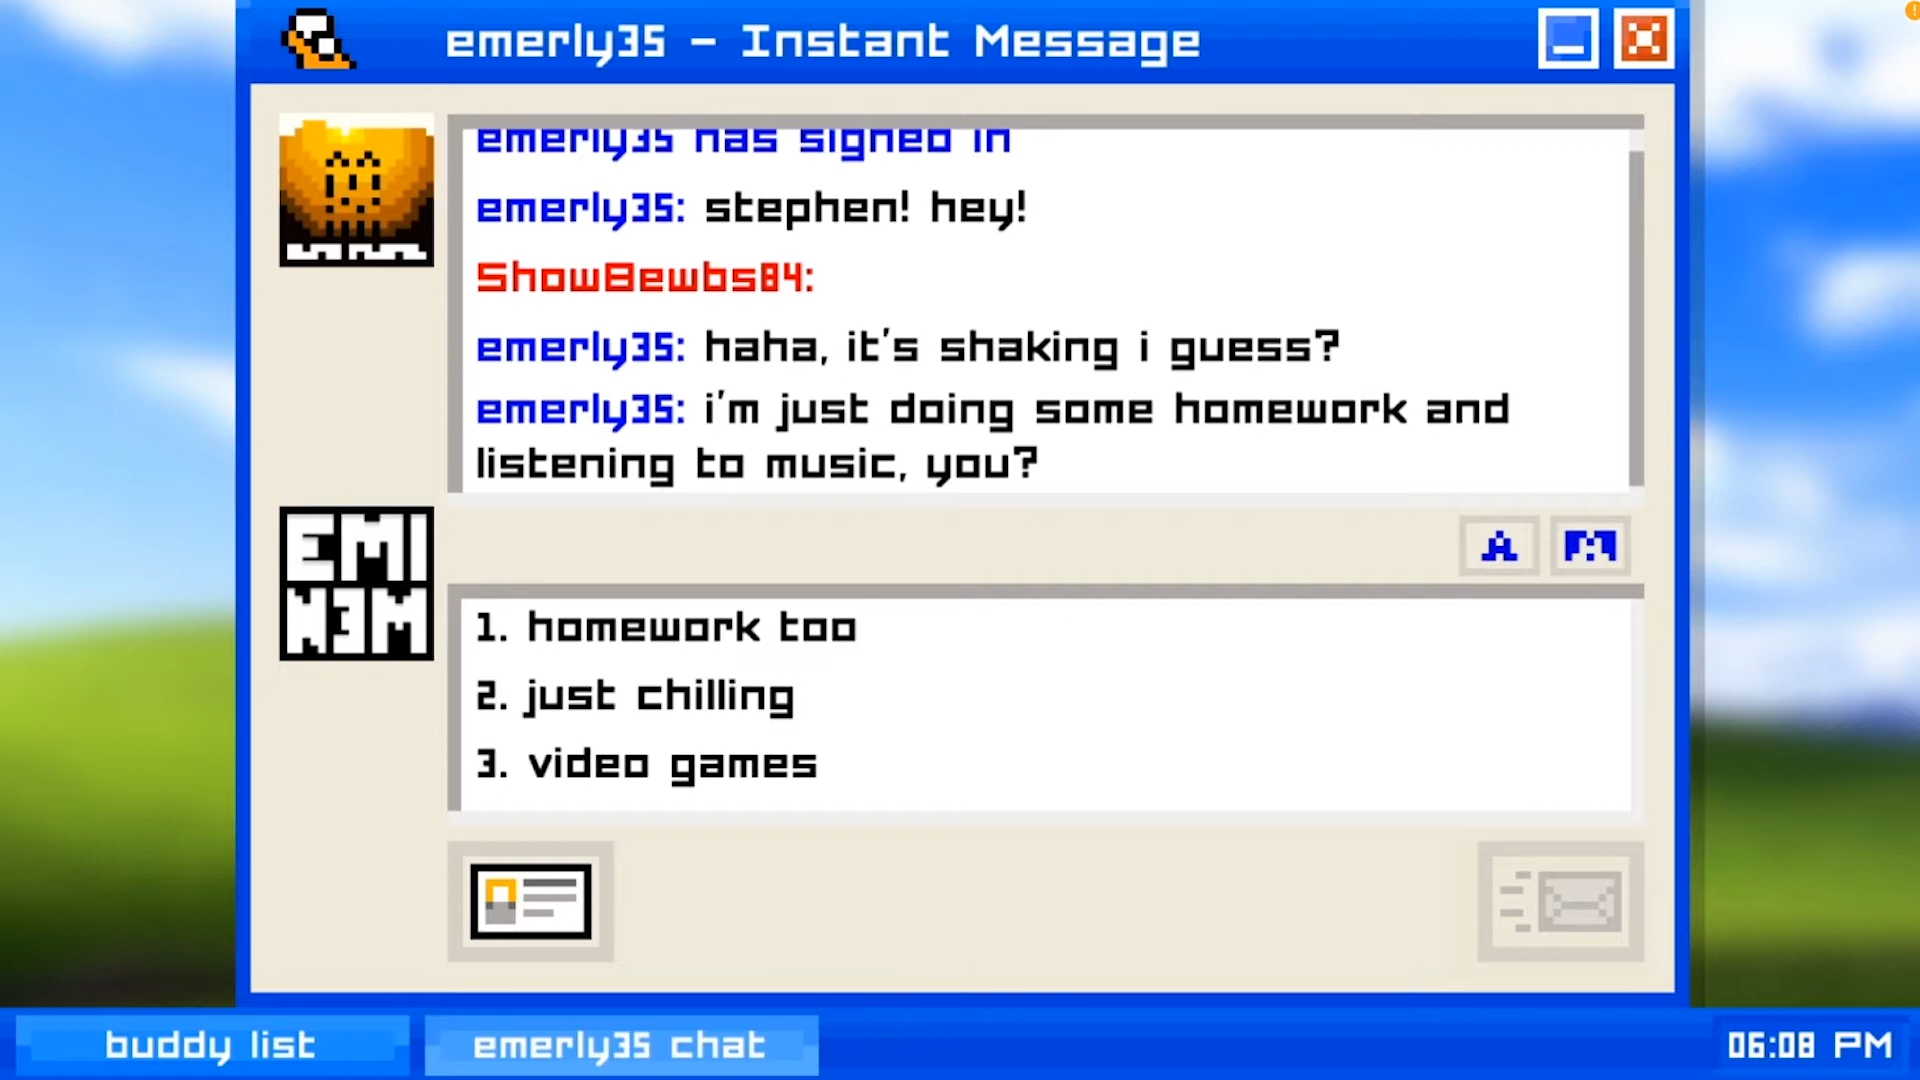 emerly35 - Instant Message
emerly35 has signed in
emerly35: stephen! hey!
ShowBewbs84:
emerly35: haha, it's shaking i guess?
emerly35: i'm just doing some homework and
listening to music, you?
EMI
NEM
A
1. homework too
2. just chilling
3. video games
buddy list
emerly35 chat
06:08 PM